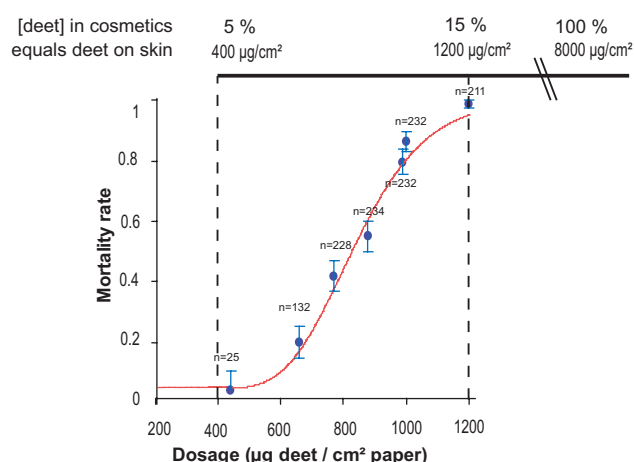 [deet] in cosmetics 5 % 15 % 100 %
equals deet on skin 400 µg/cm² 1200 µg/cm² 8000 µg/cm²
n=211
1
n=232
0.8
n=232
Mortality rate
0.6
n=234
n=228
0.4
n=132
0.2
n=25
0
200 400 600 800 1000 1200
Dosage (µg deet / cm² paper)